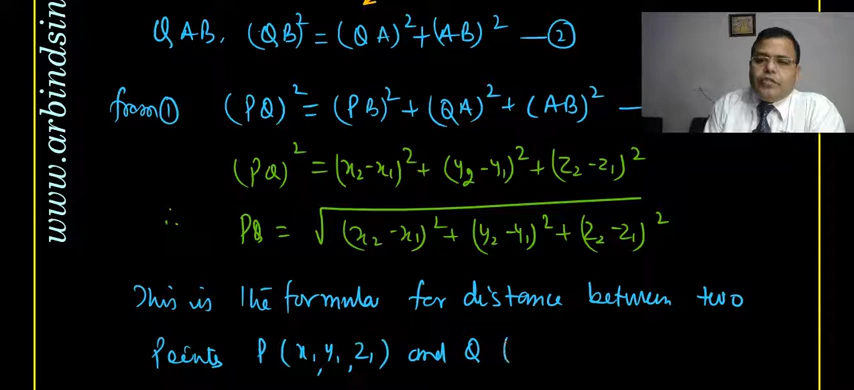 www.arbindsin
QAB, (QB)² = (QA)² + (AB)² — ②
from ① (PQ)² = (PB)² + (QA)² + (AB)² —
(PQ)² = (x₂-x₁)² + (y₂-y₁)² + (z₂-z₁)²
∴ PQ = √(x₂-x₁)² + (y₂-y₁)² + (z₂-z₁)²
This is the formula for distance between two
points P (x₁, y₁, z₁) and Q (